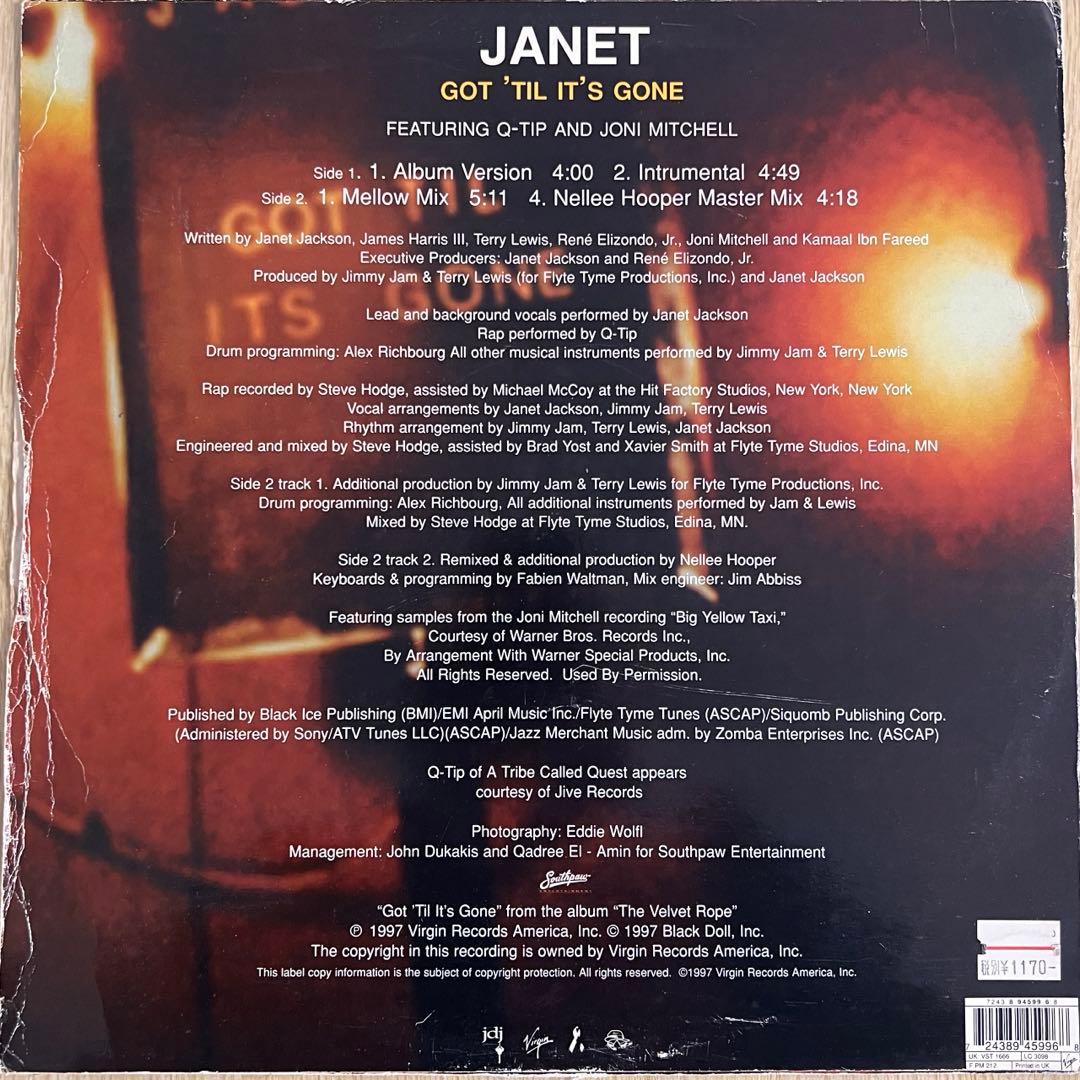 JANET
GOT 'TIL IT'S GONE
FEATURING Q-TIP AND JONI MITCHELL
Side 1. 1. Album Version 4:00 2. Intrumental 4:49
Side 2. 1. Mellow Mix 5:11 4. Nellee Hooper Master Mix 4:18
GOT 'TIL
ITS GONE
Written by Janet Jackson, James Harris III, Terry Lewis, René Elizondo, Jr., Joni Mitchell and Kamaal Ibn Fareed
Executive Producers: Janet Jackson and René Elizondo, Jr.
Produced by Jimmy Jam & Terry Lewis (for Flyte Tyme Productions, Inc.) and Janet Jackson
Lead and background vocals performed by Janet Jackson
Rap performed by Q-Tip
Drum programming: Alex Richbourg All other musical instruments performed by Jimmy Jam & Terry Lewis
Rap recorded by Steve Hodge, assisted by Michael McCoy at the Hit Factory Studios, New York, New York
Vocal arrangements by Janet Jackson, Jimmy Jam, Terry Lewis
Rhythm arrangement by Jimmy Jam, Terry Lewis, Janet Jackson
Engineered and mixed by Steve Hodge, assisted by Brad Yost and Xavier Smith at Flyte Tyme Studios, Edina, MN
Side 2 track 1. Additional production by Jimmy Jam & Terry Lewis for Flyte Tyme Productions, Inc.
Drum programming: Alex Richbourg, All additional instruments performed by Jam & Lewis
Mixed by Steve Hodge at Flyte Tyme Studios, Edina, MN.
Side 2 track 2. Remixed & additional production by Nellee Hooper
Keyboards & programming by Fabien Waltman, Mix engineer: Jim Abbiss
Featuring samples from the Joni Mitchell recording "Big Yellow Taxi,"
Courtesy of Warner Bros. Records Inc.,
By Arrangement With Warner Special Products, Inc.
All Rights Reserved. Used By Permission.
Published by Black Ice Publishing (BMI)/EMI April Music Inc./Flyte Tyme Tunes (ASCAP)/Siquomb Publishing Corp.
(Administered by Sony/ATV Tunes LLC)(ASCAP)/Jazz Merchant Music adm. by Zomba Enterprises Inc. (ASCAP)
Q-Tip of A Tribe Called Quest appears
courtesy of Jive Records
Photography: Eddie Wolfl
Management: John Dukakis and Qadree El - Amin for Southpaw Entertainment
Southpaw
ENTERTAINMENT
"Got 'Til It's Gone" from the album "The Velvet Rope"
℗ 1997 Virgin Records America, Inc. © 1997 Black Doll, Inc.
The copyright in this recording is owned by Virgin Records America, Inc.
This label copy information is the subject of copyright protection. All rights reserved. ©1997 Virgin Records America, Inc.
税別¥1170-
jdj Virgin
7243 8 94599 6 8
7 24389 45996 8
UK: VST 1666 LC 3098
F PM 212 Printed in UK Virgin